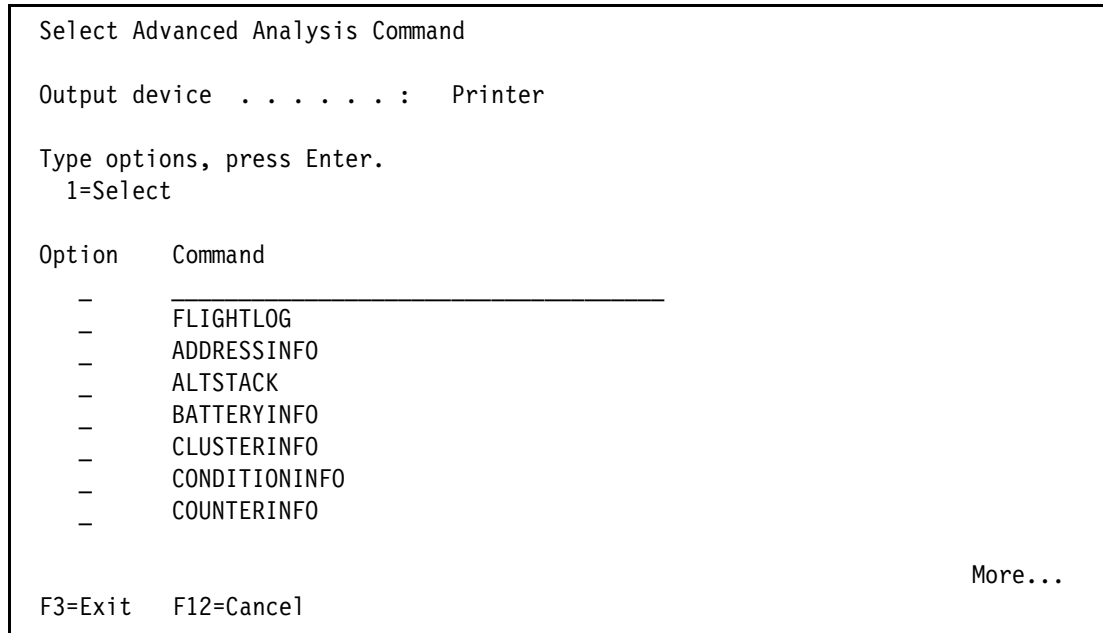 Select Advanced Analysis Command
Output device . . . . . . :   Printer
Type options, press Enter.
1=Select
Option   Command
_   _____________________________________
_   FLIGHTLOG
_   ADDRESSINFO
_   ALTSTACK
_   BATTERYINFO
_   CLUSTERINFO
_   CONDITIONINFO
_   COUNTERINFO
More...
F3=Exit   F12=Cancel